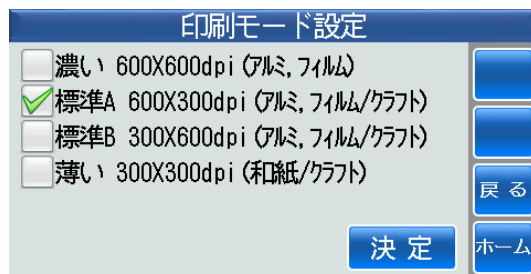 印刷モード設定
濃い 600X600dpi(アルミ,フィルム)
標準A 600X300dpi(アルミ,フィルム/クラフト)
標準B 300X600dpi(アルミ,フィルム/クラフト)
薄い 300X300dpi(和紙/クラフト)
戻る
決定
ホーム